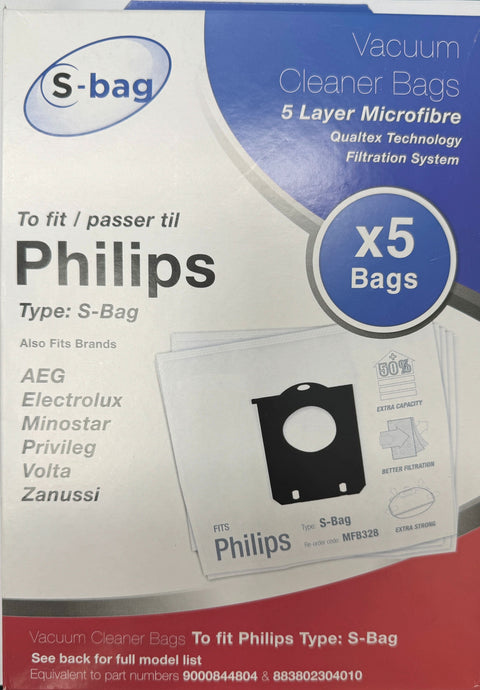 S-bag
Vacuum
Cleaner Bags
5 Layer Microfibre
Qualtex Technology
Filtration System
To fit / passer til
Philips
Type: S-Bag
x5
Bags
Also Fits Brands
AEG
Electrolux
Minostar
Privileg
Volta
Zanussi
+
50%
EXTRA CAPACITY
BETTER FILTRATION
EXTRA STRONG
FITS
Philips
Type: S-Bag
Re-order code: MFB328
Vacuum Cleaner Bags To fit Philips Type: S-Bag
See back for full model list
Equivalent to part numbers 9000844804 & 883802304010